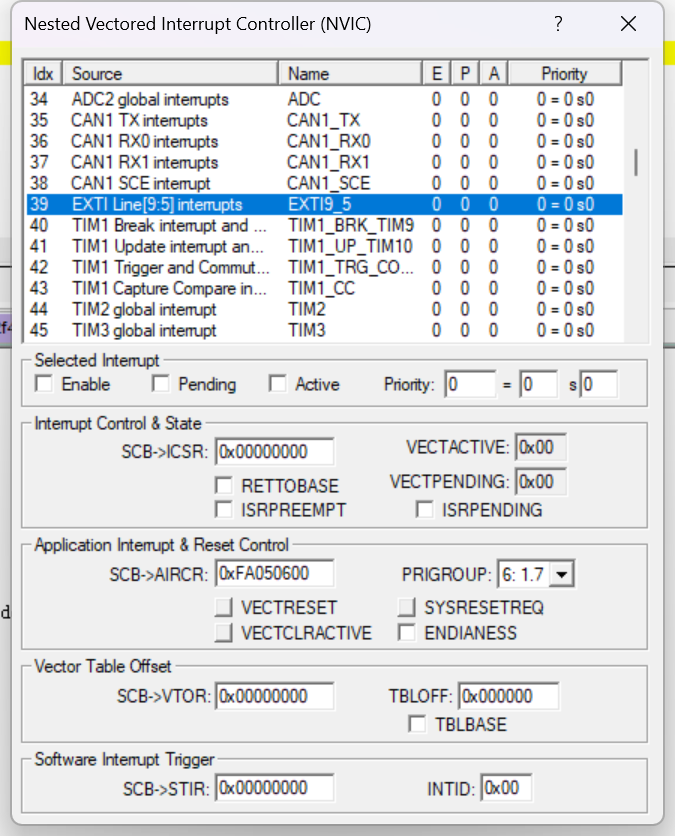 Nested Vectored Interrupt Controller (NVIC) ?
Idx Source Name E P A Priority
34 ADC2 global interrupts ADC 0 0 0 0 = 0 s0
35 CAN1 TX interrupts CAN1_TX 0 0 0 0 = 0 s0
36 CAN1 RX0 interrupts CAN1_RX0 0 0 0 0 = 0 s0
37 CAN1 RX1 interrupts CAN1_RX1 0 0 0 0 = 0 s0
38 CAN1 SCE interrupt CAN1_SCE 0 0 0 0 = 0 s0
39 EXTI Line[9:5] interrupts EXTI9_5 0 0 0 0 = 0 s0
40 TIM1 Break interrupt and ... TIM1_BRK_TIM9 0 0 0 0 = 0 s0
41 TIM1 Update interrupt an... TIM1_UP_TIM10 0 0 0 0 = 0 s0
42 TIM1 Trigger and Commut... TIM1_TRG_CO... 0 0 0 0 = 0 s0
43 TIM1 Capture Compare in... TIM1_CC 0 0 0 0 = 0 s0
44 TIM2 global interrupt TIM2 0 0 0 0 = 0 s0
45 TIM3 global interrupt TIM3 0 0 0 0 = 0 s0
Selected Interrupt
Enable Pending Active Priority: 0 = 0 s 0
Interrupt Control & State
SCB->ICSR: 0x00000000 VECTACTIVE: 0x00
RETTOBASE VECTPENDING: 0x00
ISRPREEMPT ISRPENDING
Application Interrupt & Reset Control
SCB->AIRCR: 0xFA050600 PRIGROUP: 6: 1.7
VECTRESET SYSRESETREQ
VECTCLRACTIVE ENDIANESS
Vector Table Offset
SCB->VTOR: 0x00000000 TBLOFF: 0x000000
TBLBASE
Software Interrupt Trigger
SCB->STIR: 0x00000000 INTID: 0x00